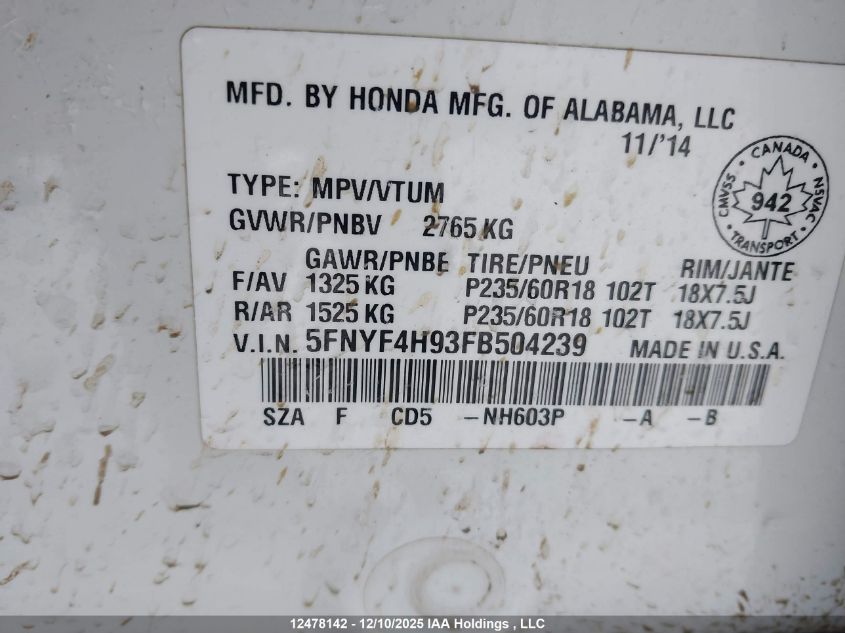 MFD. BY HONDA MFG. OF ALABAMA, LLC
11/'14
CANADA
CMVSS
NSVAC
942
TRANSPORT
TYPE: MPV/VTUM
GVWR/PNBV 2765 KG
GAWR/PNBE TIRE/PNEU RIM/JANTE
F/AV 1325 KG P235/60R18 102T 18X7.5J
R/AR 1525 KG P235/60R18 102T 18X7.5J
V.I.N. 5FNYF4H93FB504239 MADE IN U.S.A.
SZA F CD5 -NH603P -A -B
12478142 - 12/10/2025 IAA Holdings , LLC